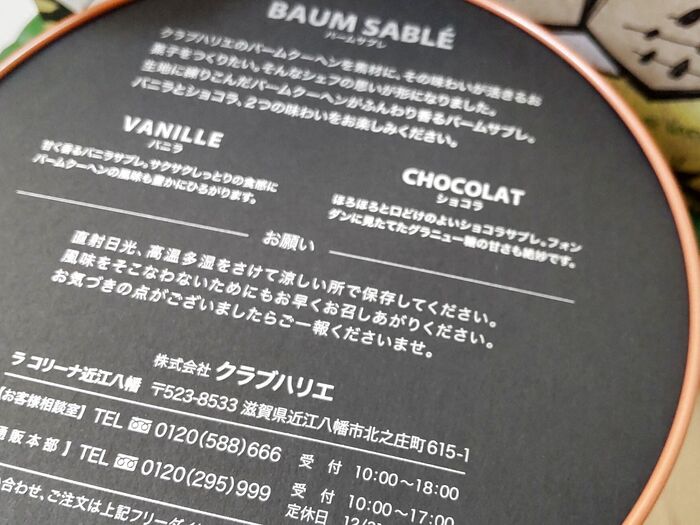 BAUM SABLÉ
バームサブレ
クラブハリエのバームクーヘンを素材に、その味わいが活きるお
菓子をつくりたい。そんなシェフの思いが形になりました。
生地に練りこんだバームクーヘンがふんわり香るバームサブレ。
バニラとショコラ、2つの味わいをお楽しみください。
VANILLE
バニラ
甘く香るバニラサブレ。サクサクしっとりの食感に
バームクーヘンの風味も豊かにひろがります。
CHOCOLAT
ショコラ
ほろほろと口どけのよいショコラサブレ。フォン
ダンに見たてたグラニュー糖の甘さも絶妙です。
お願い
直射日光、高温多湿をさけて涼しい所で保存してください。
風味をそこなわないためにもお早くお召しあがりください。
お気づきの点がございましたらご一報くださいませ。
株式会社 クラブハリエ
ラ コリーナ近江八幡 〒523-8533 滋賀県近江八幡市北之庄町615-1
【お客様相談室】 TEL 0120(588)666 受 付 10:00〜18:00
通販本部】 TEL 0120(295)999 受 付 10:00〜17:00
定休日
合わせ、ご注文は上記フリーダイ